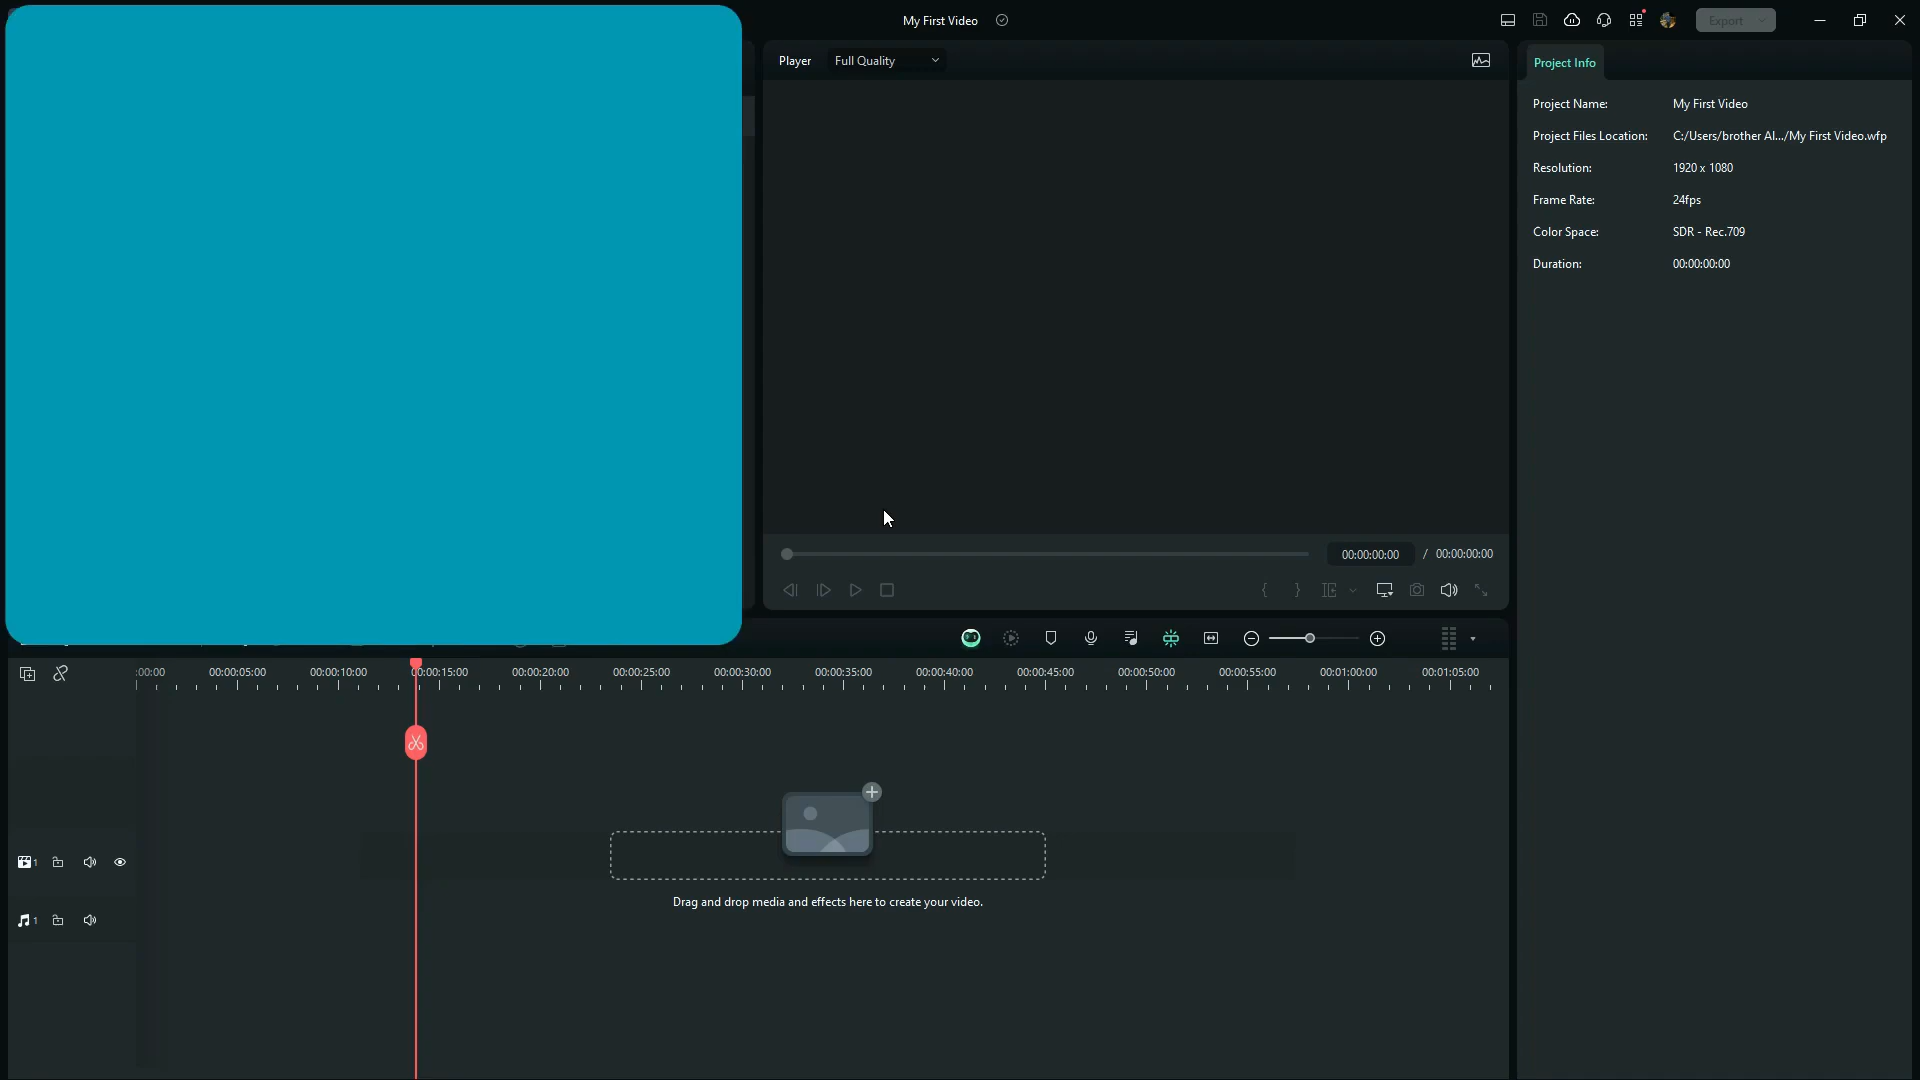 My First Video
Export
Player
Full Quality
Project Info
Project Name:
My First Video
Project Files Location:
C:/Users/brother Al.../My First Video.wfp
Resolution:
1920 x 1080
Frame Rate:
24fps
Color Space:
SDR - Rec.709
Duration:
00:00:00:00
00:00:00:00 / 00:00:00:00
:00:00 00:00:05:00 00:00:10:00 00:00:15:00 00:00:20:00 00:00:25:00 00:00:30:00 00:00:35:00 00:00:40:00 00:00:45:00 00:00:50:00 00:00:55:00 00:01:00:00 00:01:05:00
1
Drag and drop media and effects here to create your video.
1